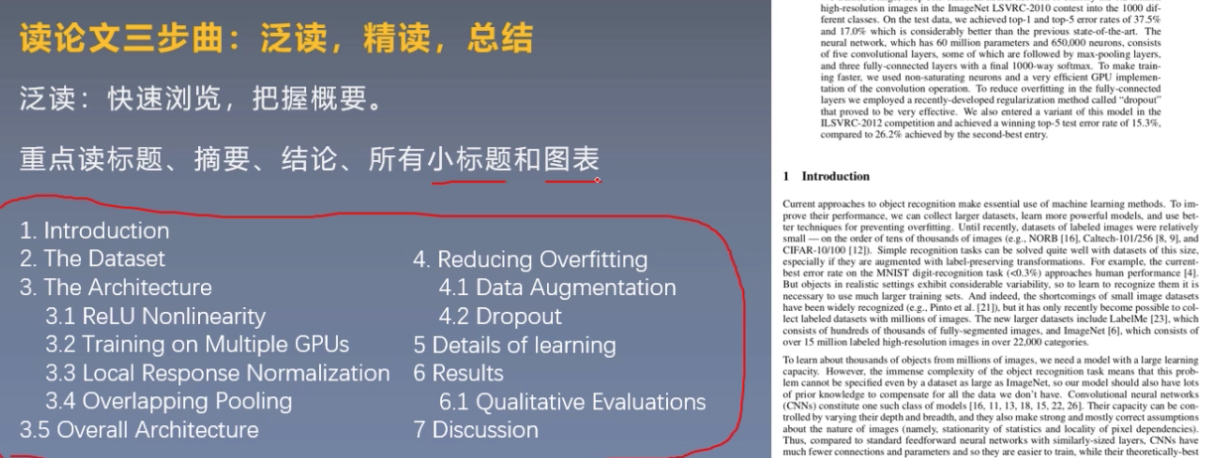 读论文三步曲：泛读，精读，总结
泛读：快速浏览，把握概要。
重点读标题、摘要、结论、所有小标题和图表
1. Introduction
2. The Dataset
3. The Architecture
3.1 ReLU Nonlinearity
3.2 Training on Multiple GPUs
3.3 Local Response Normalization
3.4 Overlapping Pooling
3.5 Overall Architecture
4. Reducing Overfitting
4.1 Data Augmentation
4.2 Dropout
5 Details of learning
6 Results
6.1 Qualitative Evaluations
7 Discussion
high-resolution images in the ImageNet LSVRC-2010 contest into the 1000 dif-
ferent classes. On the test data, we achieved top-1 and top-5 error rates of 37.5%
and 17.0% which is considerably better than the previous state-of-the-art. The
neural network, which has 60 million parameters and 650,000 neurons, consists
of five convolutional layers, some of which are followed by max-pooling layers,
and three fully-connected layers with a final 1000-way softmax. To make train-
ing faster, we used non-saturating neurons and a very efficient GPU implemen-
tation of the convolution operation. To reduce overfitting in the fully-connected
layers we employed a recently-developed regularization method called “dropout”
that proved to be very effective. We also entered a variant of this model in the
ILSVRC-2012 competition and achieved a winning top-5 test error rate of 15.3%,
compared to 26.2% achieved by the second-best entry.
1 Introduction
Current approaches to object recognition make essential use of machine learning methods. To im-
prove their performance, we can collect larger datasets, learn more powerful models, and use bet-
ter techniques for preventing overfitting. Until recently, datasets of labeled images were relatively
small — on the order of tens of thousands of images (e.g., NORB [16], Caltech-101/256 [8, 9], and
CIFAR-10/100 [12]). Simple recognition tasks can be solved quite well with datasets of this size,
especially if they are augmented with label-preserving transformations. For example, the current-
best error rate on the MNIST digit-recognition task (<0.3%) approaches human performance [4].
But objects in realistic settings exhibit considerable variability, so to learn to recognize them it is
necessary to use much larger training sets. And indeed, the shortcomings of small image datasets
have been widely recognized (e.g., Pinto et al. [21]), but it has only recently become possible to col-
lect labeled datasets with millions of images. The new larger datasets include LabelMe [23], which
consists of hundreds of thousands of fully-segmented images, and ImageNet [6], which consists of
over 15 million labeled high-resolution images in over 22,000 categories.
To learn about thousands of objects from millions of images, we need a model with a large learning
capacity. However, the immense complexity of the object recognition task means that this prob-
lem cannot be specified even by a dataset as large as ImageNet, so our model should also have lots
of prior knowledge to compensate for all the data we don’t have. Convolutional neural networks
(CNNs) constitute one such class of models [16, 11, 13, 18, 15, 22, 26]. Their capacity can be con-
trolled by varying their depth and breadth, and they also make strong and mostly correct assumptions
about the nature of images (namely, stationarity of statistics and locality of pixel dependencies).
Thus, compared to standard feedforward neural networks with similarly-sized layers, CNNs have
much fewer connections and parameters and so they are easier to train, while their theoretically-best